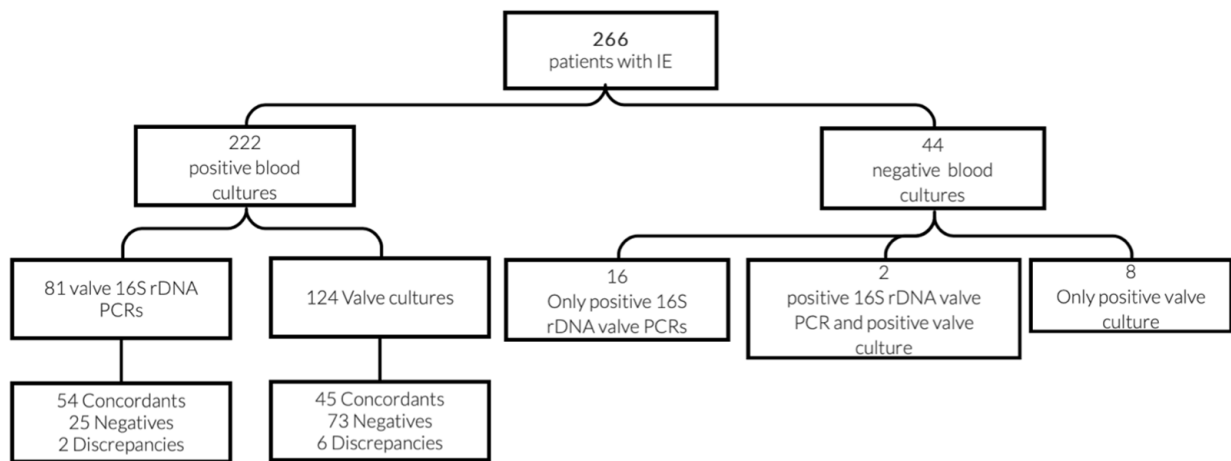 266
patients with IE
222
positive blood
cultures
44
negative blood
cultures
81 valve 16S rDNA
PCRs
124 Valve cultures
16
Only positive 16S
rDNA valve PCRs
2
positive 16S rDNA valve
PCR and positive valve
culture
8
Only positive valve
culture
54 Concordants
25 Negatives
2 Discrepancies
45 Concordants
73 Negatives
6 Discrepancies